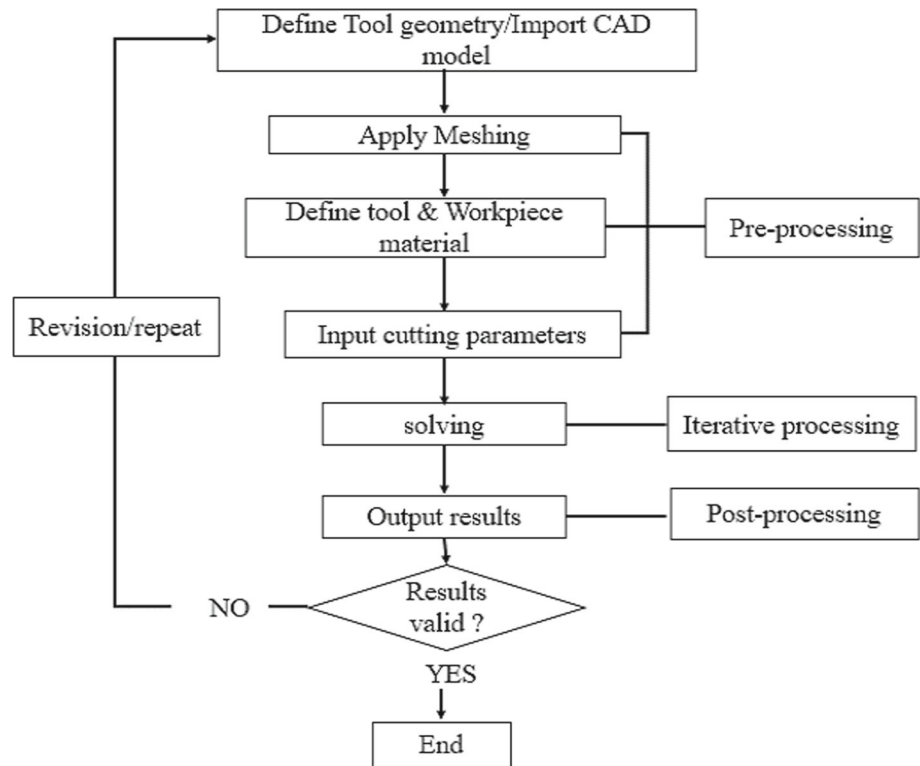 Define Tool geometry/Import CAD
model
Apply Meshing
Define tool & Workpiece
material
Pre-processing
Revision/repeat
Input cutting parameters
solving
Iterative processing
Output results
Post-processing
Results
valid ?
NO
YES
End